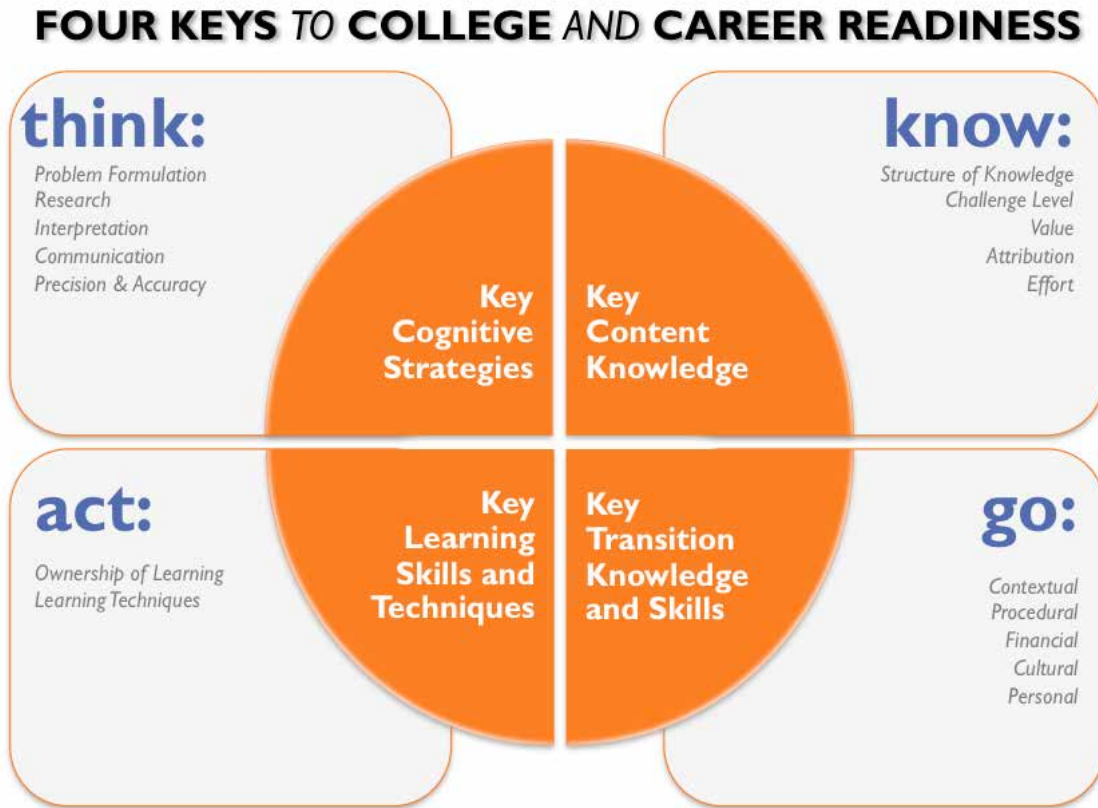 FOUR KEYS TO COLLEGE AND CAREER READINESS
think:
Problem Formulation
Research
Interpretation
Communication
Precision & Accuracy
Key
Cognitive
Strategies
know:
Structure of Knowledge
Challenge Level
Value
Attribution
Effort
Key
Content
Knowledge
act:
Ownership of Learning
Learning Techniques
Key
Learning
Skills and
Techniques
go:
Contextual
Procedural
Financial
Cultural
Personal
Key
Transition
Knowledge
and Skills